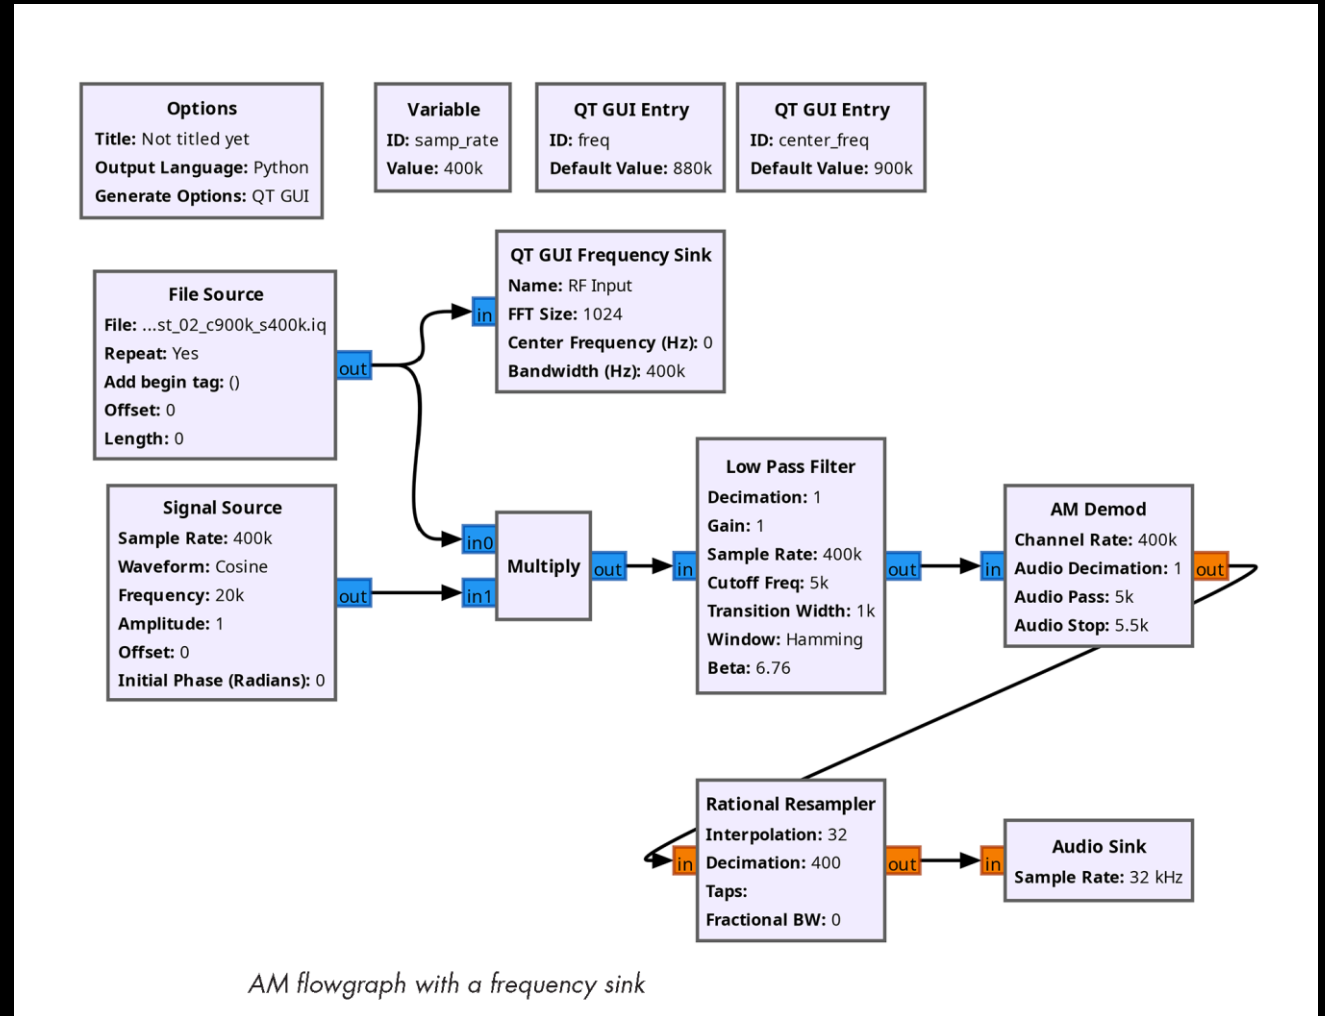 Options
Title: Not titled yet
Output Language: Python
Generate Options: QT GUI
Variable
ID: samp_rate
Value: 400k
QT GUI Entry
ID: freq
Default Value: 880k
QT GUI Entry
ID: center_freq
Default Value: 900k
QT GUI Frequency Sink
Name: RF Input
FFT Size: 1024
Center Frequency (Hz): 0
Bandwidth (Hz): 400k
in
File Source
File: ...st_02_c900k_s400k.iq
Repeat: Yes
Add begin tag: ()
Offset: 0
Length: 0
out
Signal Source
Sample Rate: 400k
Waveform: Cosine
Frequency: 20k
Amplitude: 1
Offset: 0
Initial Phase (Radians): 0
out
in0
in1
Multiply
out
in
Low Pass Filter
Decimation: 1
Gain: 1
Sample Rate: 400k
Cutoff Freq: 5k
Transition Width: 1k
Window: Hamming
Beta: 6.76
out
in
AM Demod
Channel Rate: 400k
Audio Decimation: 1
Audio Pass: 5k
Audio Stop: 5.5k
out
in
Rational Resampler
Interpolation: 32
Decimation: 400
Taps:
Fractional BW: 0
out
in
Audio Sink
Sample Rate: 32 kHz
AM flowgraph with a frequency sink